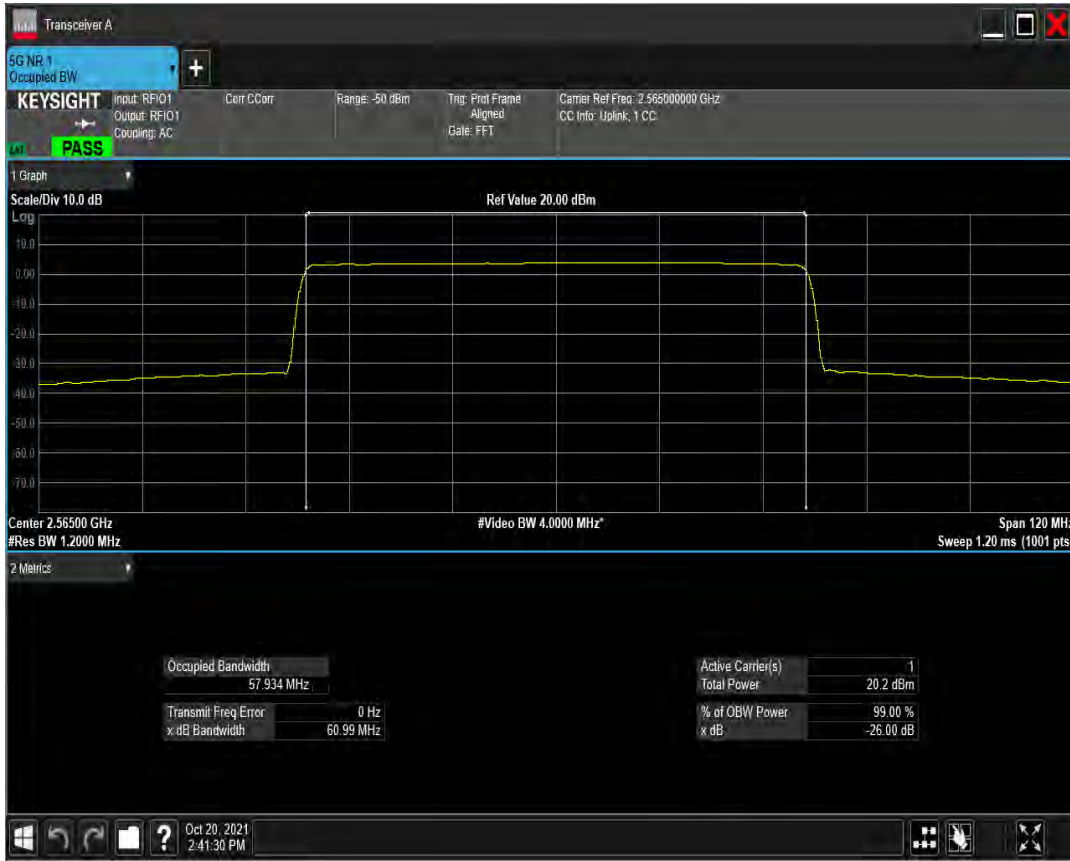 Transceiver A
5G NR 1
Occupied BW
+
KEYSIGHT
Input: RFIO1
Output: RFIO1
Coupling: AC
PASS
Corr CCorr
Range: -50 dBm
Trig: Prot Frame
Aligned
Gate: FFT
Carrier Ref Freq: 2.565000000 GHz
CC Info: Uplink, 1 CC
1 Graph
Scale/Div 10.0 dB
Ref Value 20.00 dBm
Log
10.0
0.00
-10.0
-20.0
-30.0
-40.0
-50.0
-60.0
-70.0
Center 2.56500 GHz
#Video BW 4.0000 MHz*
Span 120 MHz
#Res BW 1.2000 MHz
Sweep 1.20 ms (1001 pts
2 Metrics
Occupied Bandwidth
57.934 MHz
Transmit Freq Error 0 Hz
x dB Bandwidth 60.99 MHz
Active Carrier(s) 1
Total Power 20.2 dBm
% of OBW Power 99.00 %
x dB -26.00 dB
?
Oct 20, 2021
2:41:30 PM